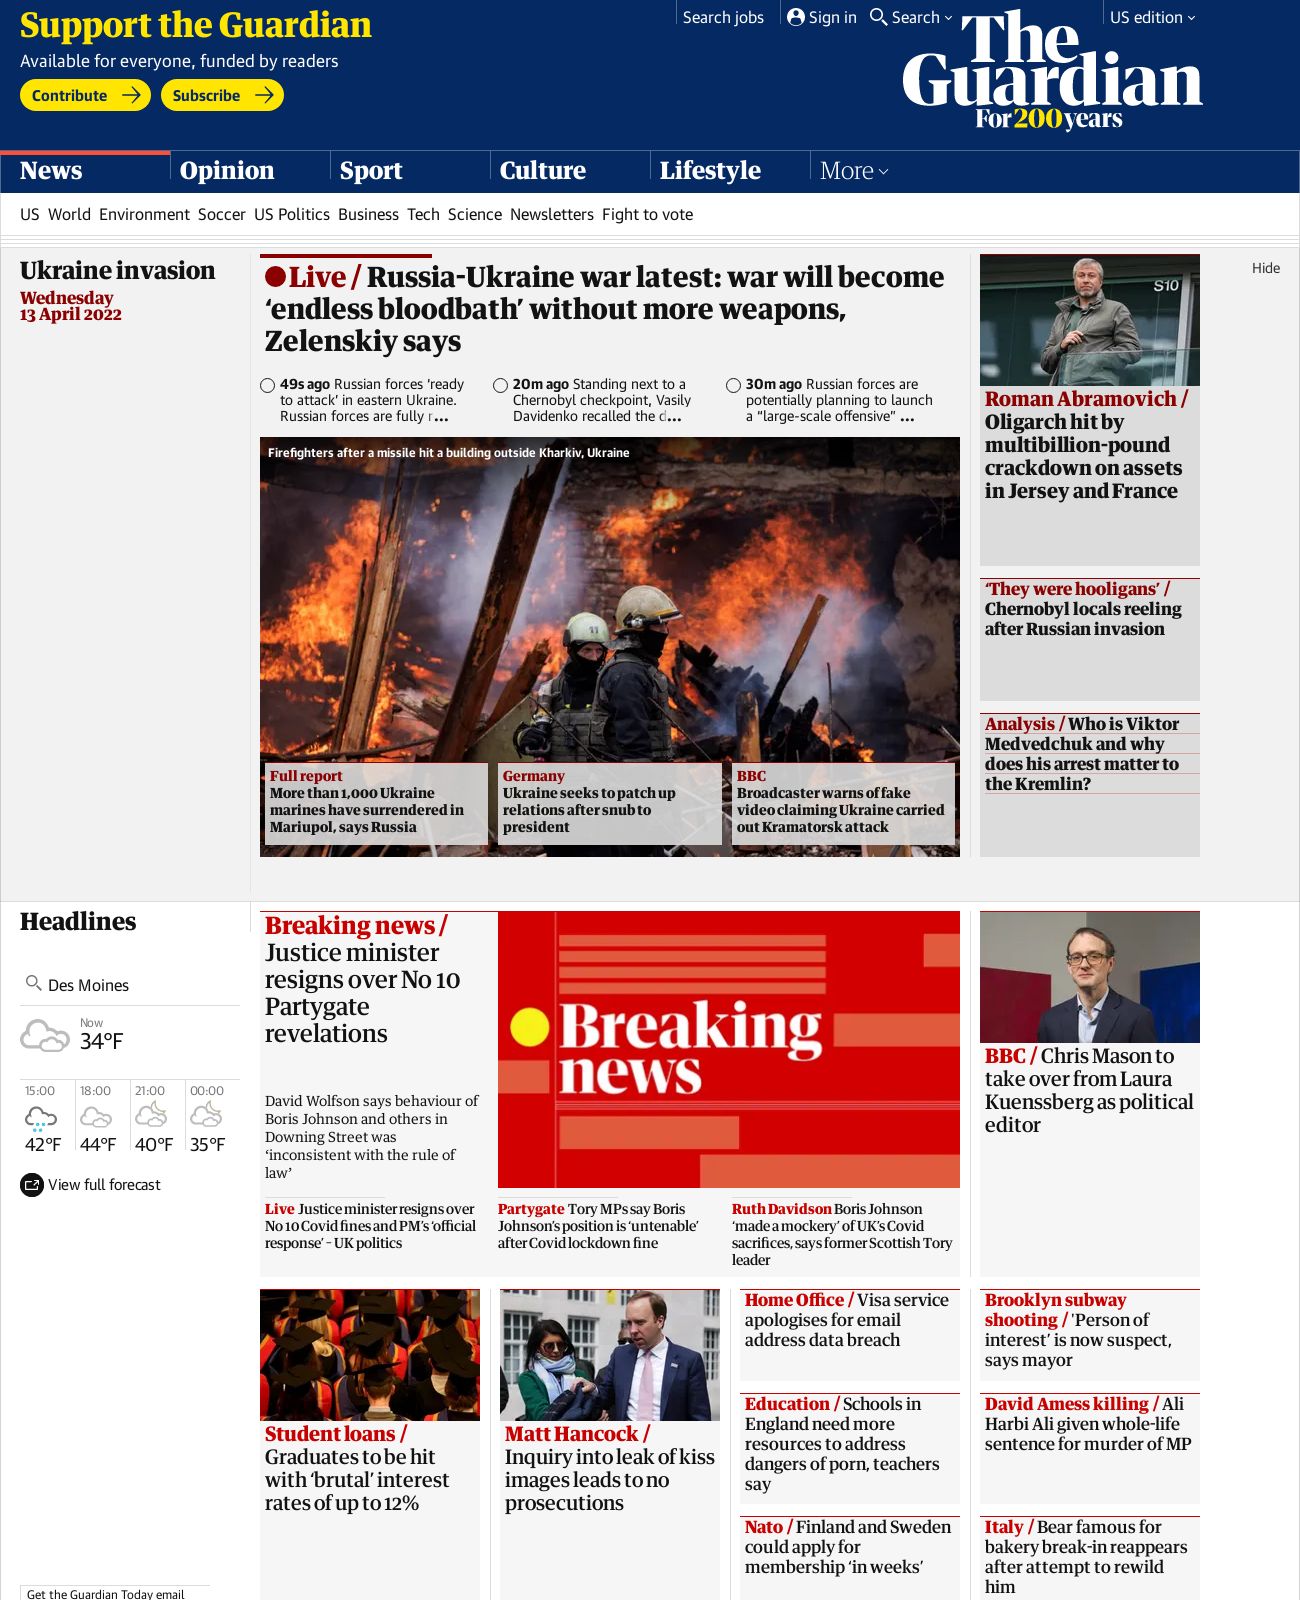 Support the Guardian
Available for everyone, funded by readers
Contribute
Subscribe
Search jobs
Sign in
Search
US edition
The
Guardian
For 200 years
News
Opinion
Sport
Culture
Lifestyle
More
US World Environment Soccer US Politics Business Tech Science Newsletters Fight to vote
Ukraine invasion
Wednesday
13 April 2022
Hide
Live / Russia-Ukraine war latest: war will become
‘endless bloodbath’ without more weapons,
Zelenskiy says
49s ago Russian forces ‘ready
to attack’ in eastern Ukraine.
Russian forces are fully r...
20m ago Standing next to a
Chernobyl checkpoint, Vasily
Davidenko recalled the d...
30m ago Russian forces are
potentially planning to launch
a “large-scale offensive” ...
Firefighters after a missile hit a building outside Kharkiv, Ukraine
11
Full report
More than 1,000 Ukraine
marines have surrendered in
Mariupol, says Russia
Germany
Ukraine seeks to patch up
relations after snub to
president
BBC
Broadcaster warns of fake
video claiming Ukraine carried
out Kramatorsk attack
S10
Roman Abramovich /
Oligarch hit by
multibillion-pound
crackdown on assets
in Jersey and France
‘They were hooligans’ /
Chernobyl locals reeling
after Russian invasion
Analysis / Who is Viktor
Medvedchuk and why
does his arrest matter to
the Kremlin?
Headlines
Des Moines
Now
34°F
15:00 18:00 21:00 00:00
42°F 44°F 40°F 35°F
View full forecast
Breaking news /
Justice minister
resigns over No 10
Partygate
revelations
David Wolfson says behaviour of
Boris Johnson and others in
Downing Street was
‘inconsistent with the rule of
law’
Breaking
news
Live Justice minister resigns over
No 10 Covid fines and PM’s ‘official
response’ – UK politics
Partygate Tory MPs say Boris
Johnson’s position is ‘untenable’
after Covid lockdown fine
Ruth Davidson Boris Johnson
‘made a mockery’ of UK’s Covid
sacrifices, says former Scottish Tory
leader
BBC / Chris Mason to
take over from Laura
Kuenssberg as political
editor
Student loans /
Graduates to be hit
with ‘brutal’ interest
rates of up to 12%
Matt Hancock /
Inquiry into leak of kiss
images leads to no
prosecutions
Home Office / Visa service
apologises for email
address data breach
Education / Schools in
England need more
resources to address
dangers of porn, teachers
say
Nato / Finland and Sweden
could apply for
membership ‘in weeks’
Brooklyn subway
shooting / 'Person of
interest’ is now suspect,
says mayor
David Amess killing / Ali
Harbi Ali given whole-life
sentence for murder of MP
Italy / Bear famous for
bakery break-in reappears
after attempt to rewild
him
Get the Guardian Today email